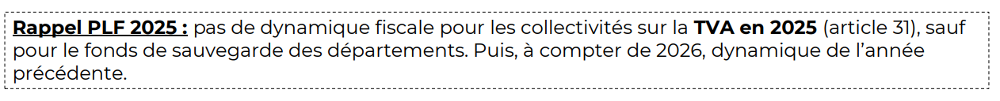 Rappel PLF 2025 : pas de dynamique fiscale pour les collectivités sur la TVA en 2025 (article 31), sauf
pour le fonds de sauvegarde des départements. Puis, à compter de 2026, dynamique de l’année
précédente.